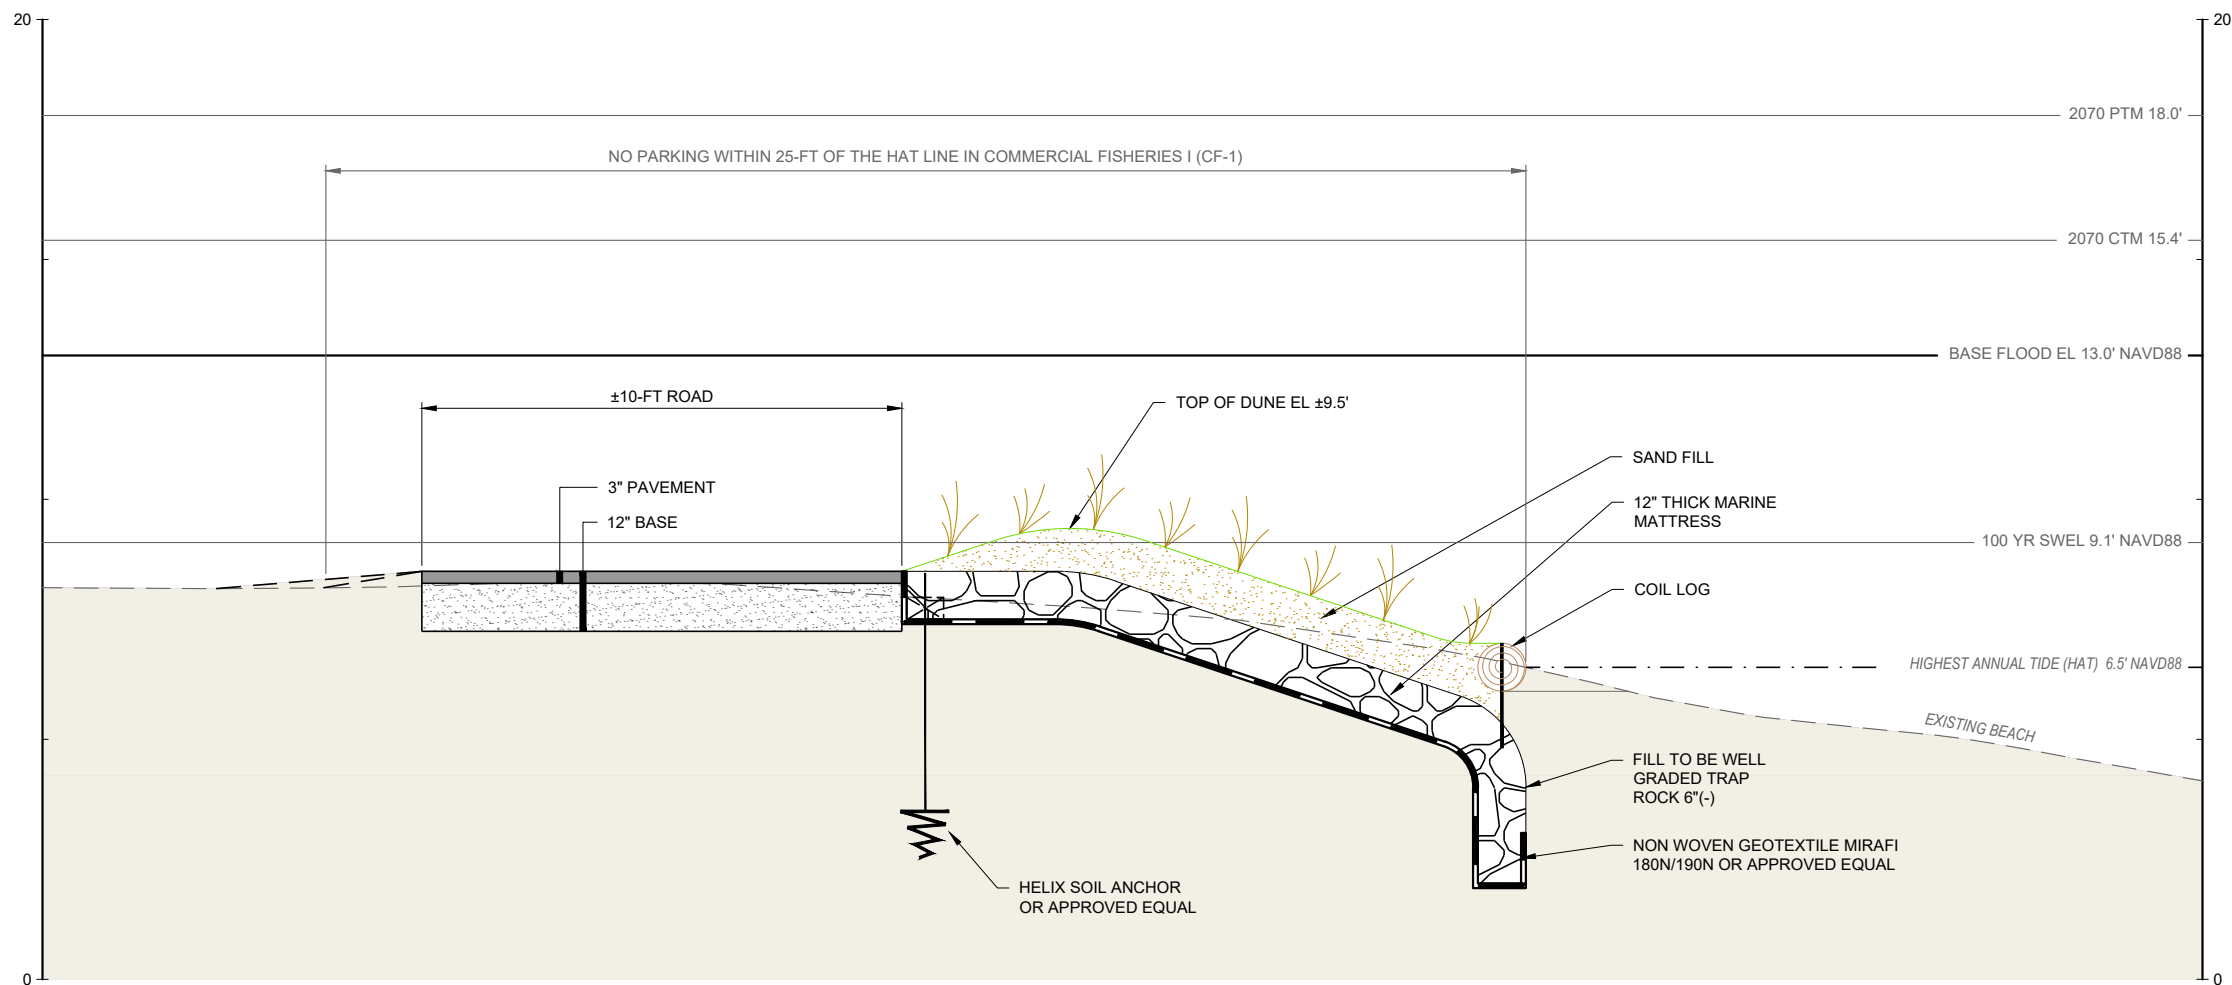 20
20
2070 PTM 18.0'
NO PARKING WITHIN 25-FT OF THE HAT LINE IN COMMERCIAL FISHERIES I (CF-1)
2070 CTM 15.4'
BASE FLOOD EL 13.0' NAVD88
±10-FT ROAD
TOP OF DUNE EL ±9.5'
SAND FILL
3" PAVEMENT
12" THICK MARINE
MATTRESS
12" BASE
100 YR SWEL 9.1' NAVD88
COIL LOG
HIGHEST ANNUAL TIDE (HAT) 6.5' NAVD88
EXISTING BEACH
FILL TO BE WELL
GRADED TRAP
ROCK 6"(-)
NON WOVEN GEOTEXTILE MIRAFI
180N/190N OR APPROVED EQUAL
HELIX SOIL ANCHOR
OR APPROVED EQUAL
0
0